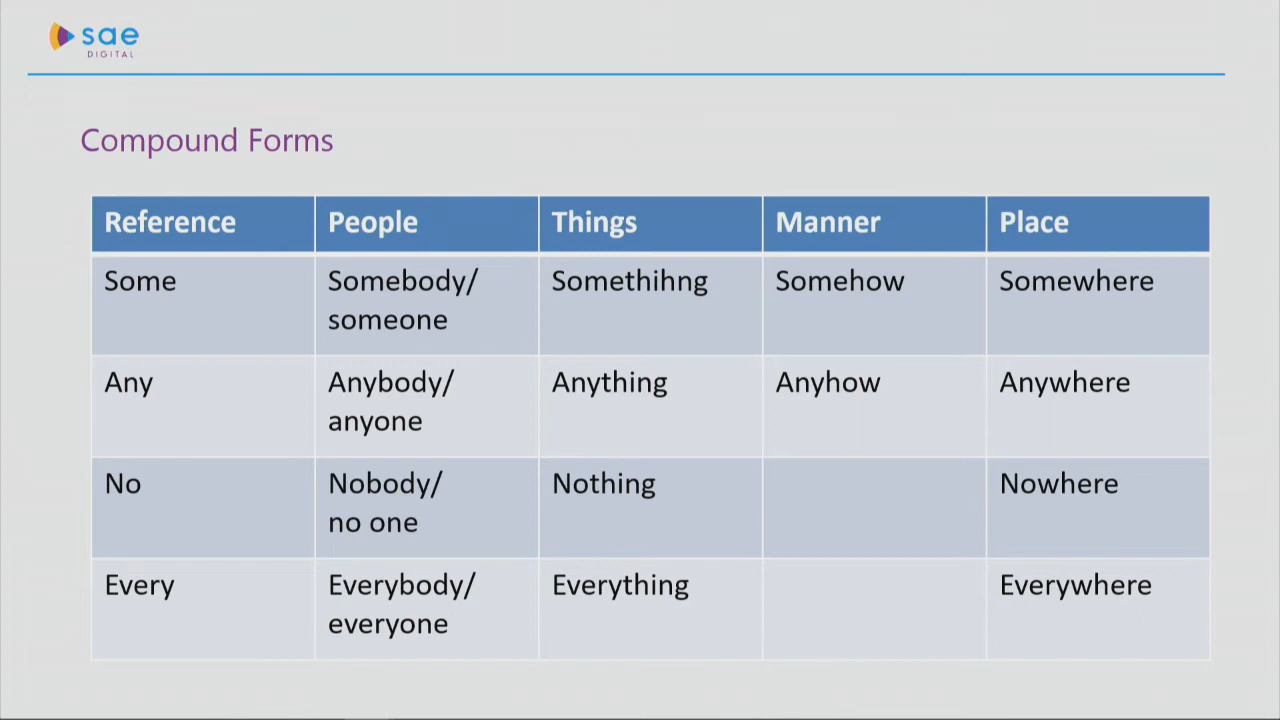 sae
DIGITAL
Compound Forms
Reference People Things Manner Place
Some Somebody/ Somethihng Somehow Somewhere
someone
Any Anybody/ Anything Anyhow Anywhere
anyone
No Nobody/ Nothing Nowhere
no one
Every Everybody/ Everything Everywhere
everyone